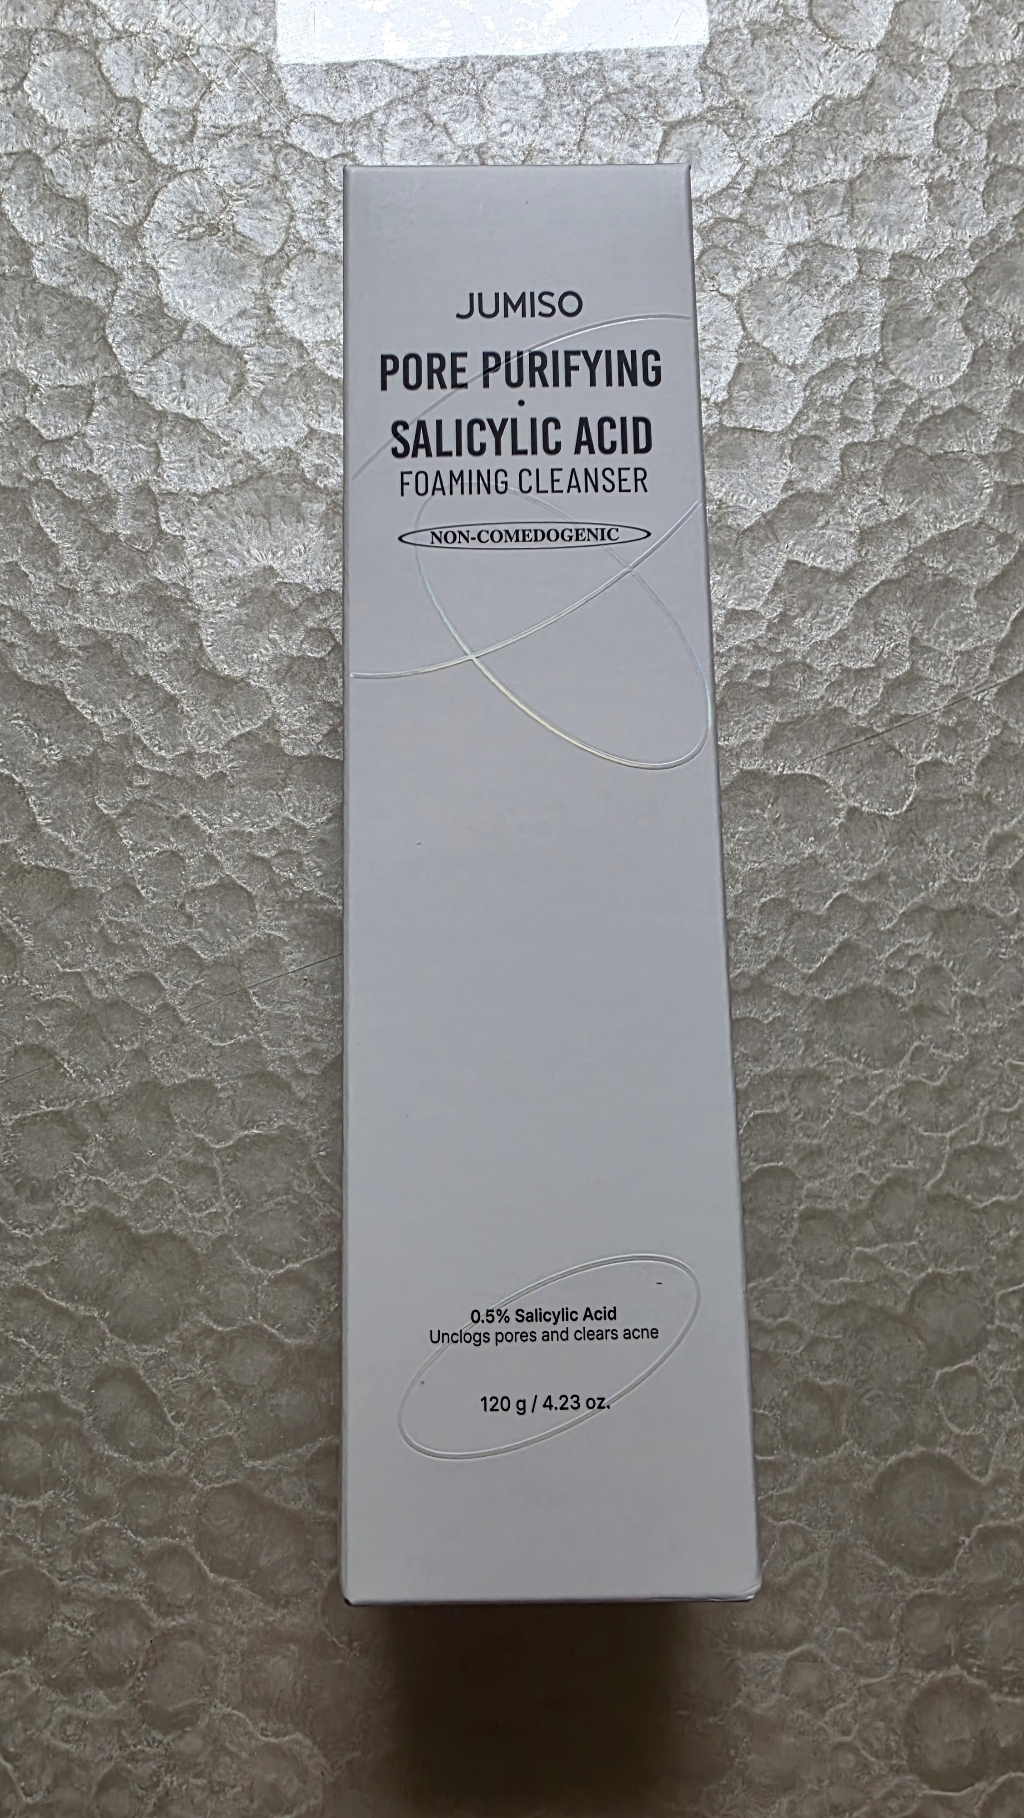 JUMISO
PORE PURIFYING
•
SALICYLIC ACID
FOAMING CLEANSER
NON-COMEDOGENIC
0.5% Salicylic Acid
Unclogs pores and clears acne
120 g / 4.23 oz.